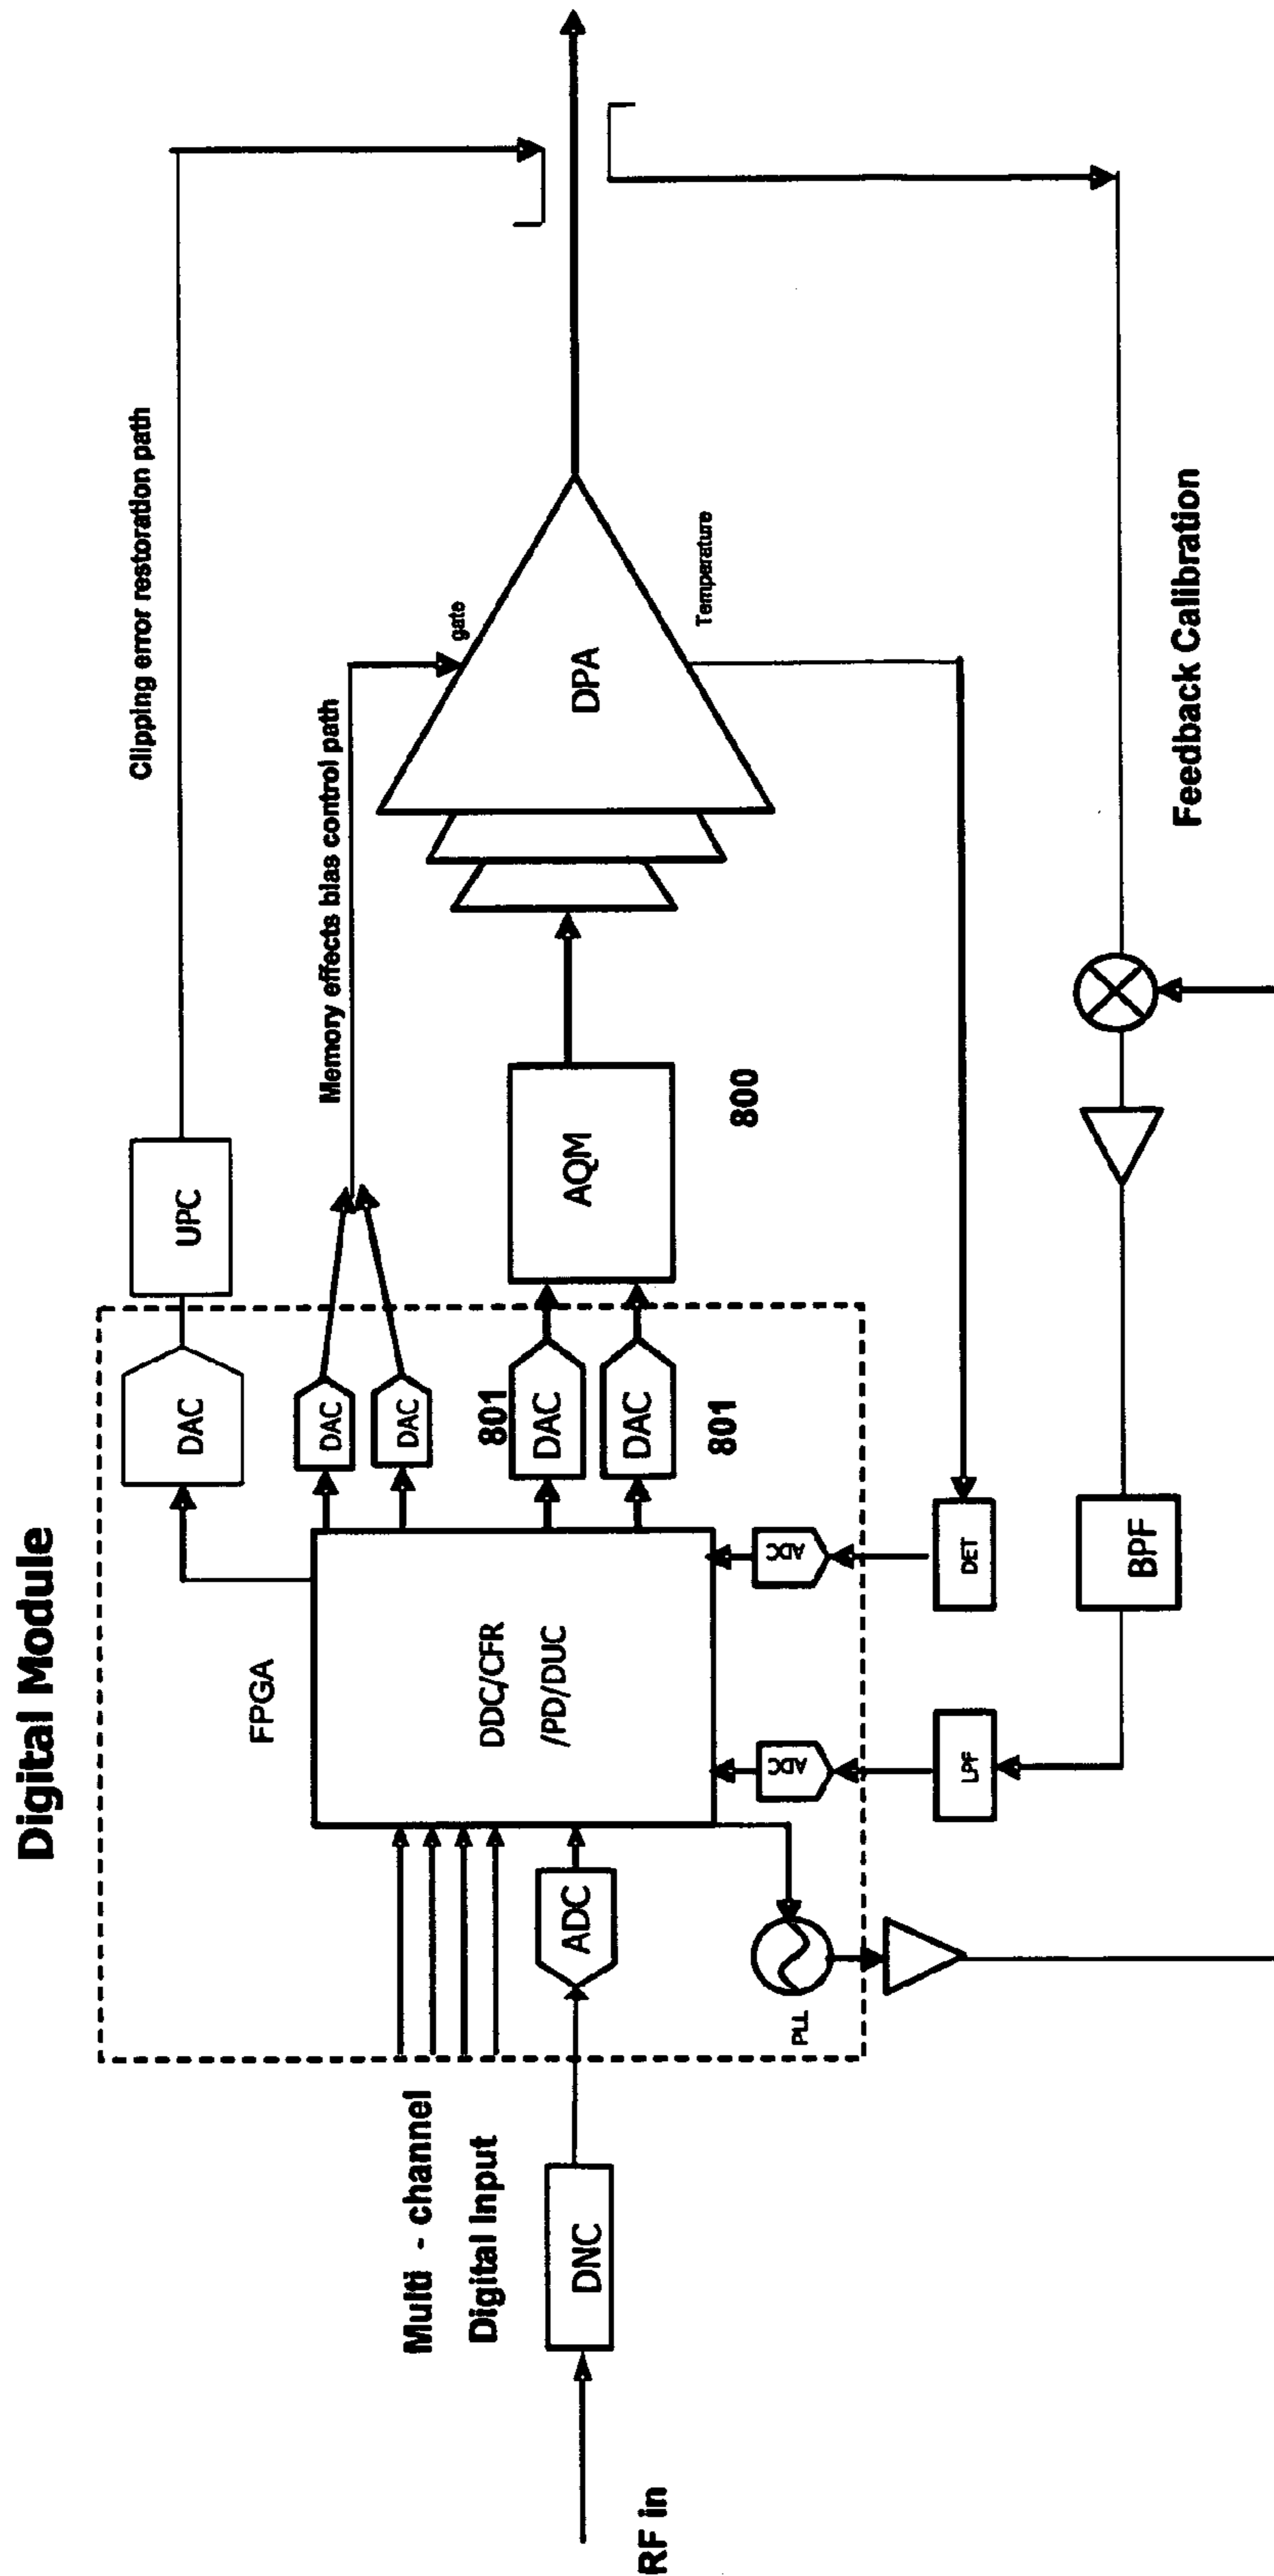 Digital Module
Clipping error restoration path
UPC
DAC
Memory effects bias control path
FPGA
DAC
DAC
gate
801
DAC
AQM
DPA
DAC
801
800
DDC/CFR
/PD/DUC
Temperature
Multi - channel
Digital Input
RF in
DNC
ADC
PLL
ADC
ADC
LPF
DET
BPF
Feedback Calibration